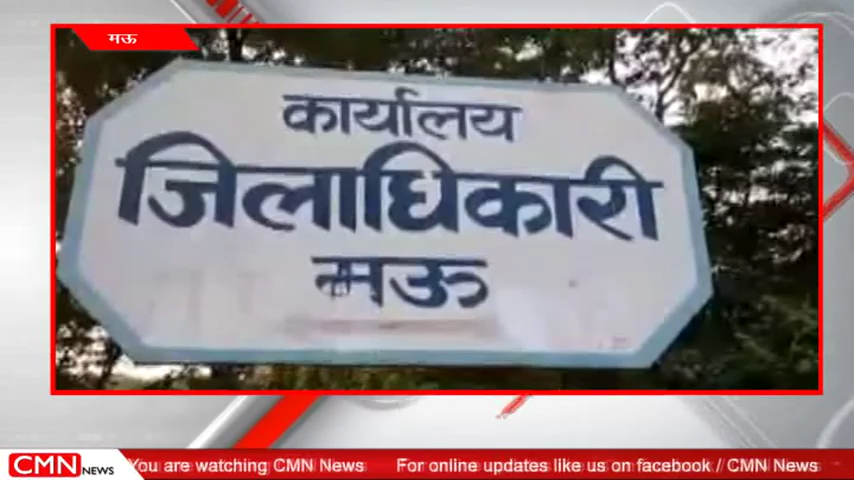 मऊ
कार्यालय
जिलाधिकारी
मऊ
CMN NEWS
You are watching CMN News For online updates like us on facebook / CMN News